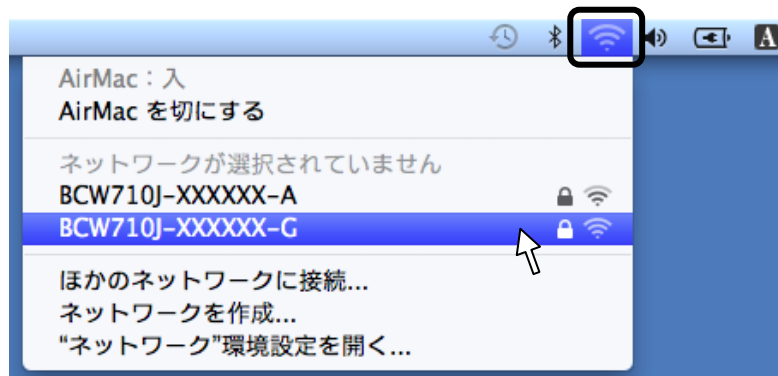 A
AirMac：入
AirMac を切にする
ネットワークが選択されていません
BCW710J-XXXXXX-A
BCW710J-XXXXXX-G
ほかのネットワークに接続...
ネットワークを作成...
“ネットワーク”環境設定を開く...